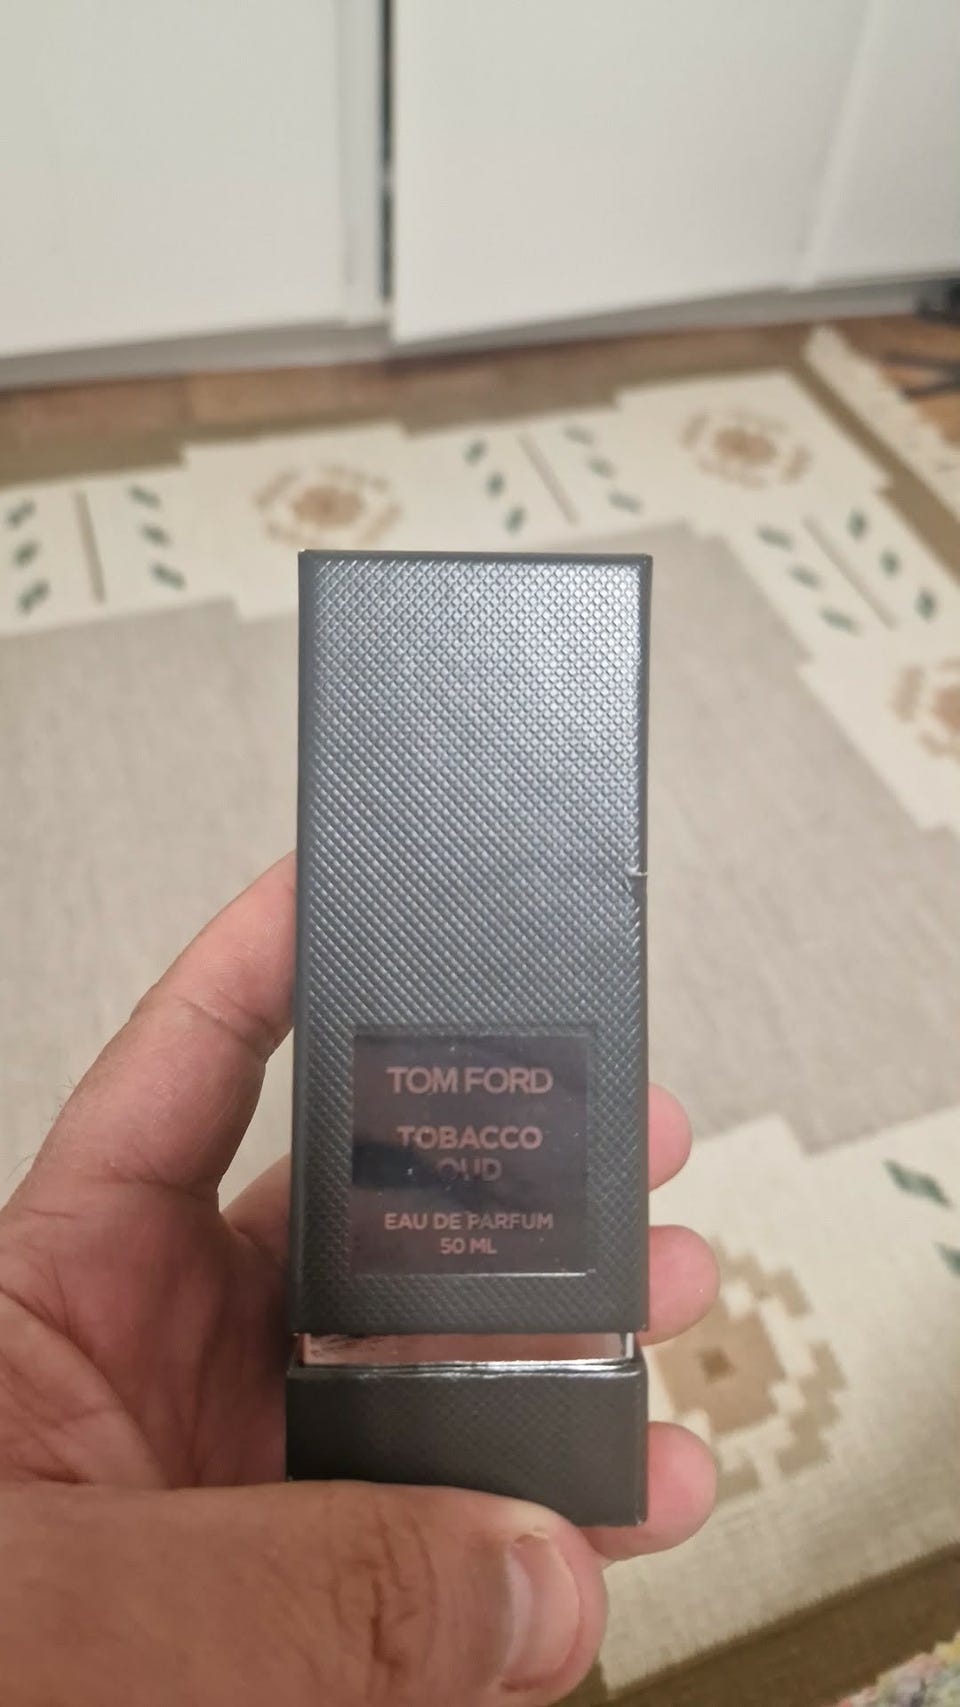 TOM FORD
TOBACCO
OUD
EAU DE PARFUM
50 ML